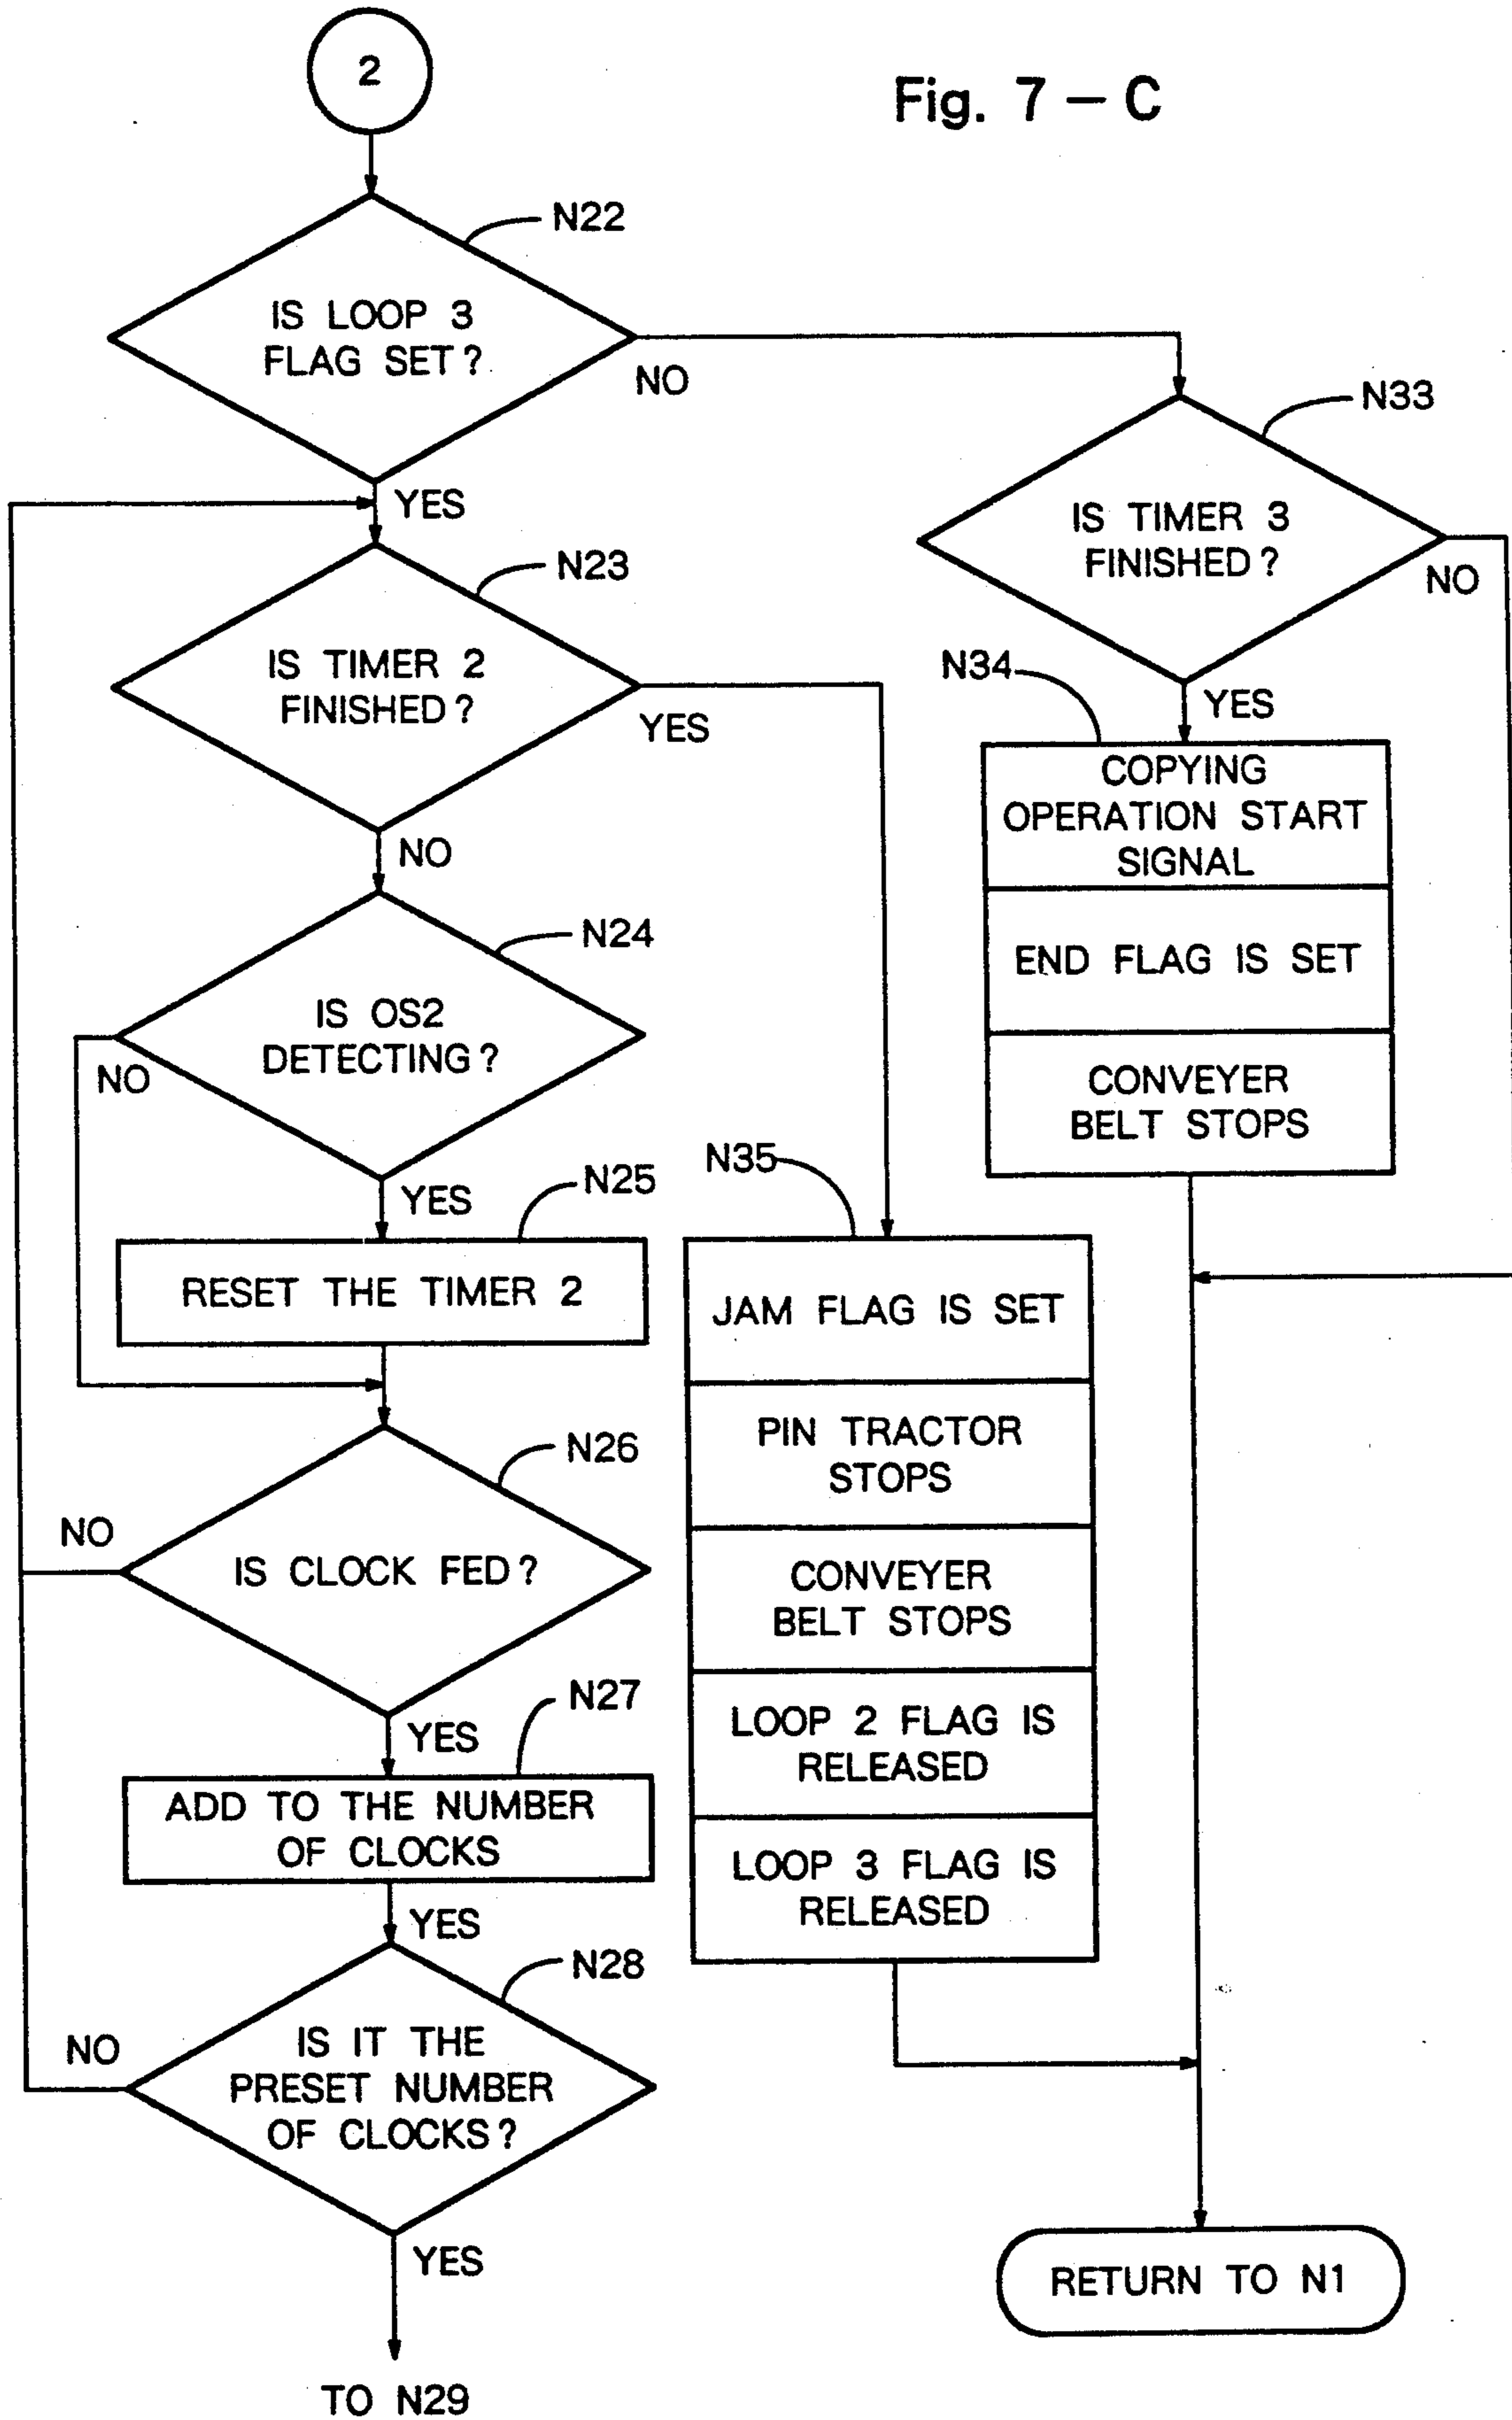 2
Fig. 7 – C
N22
IS LOOP 3
FLAG SET?
NO
YES
N33
IS TIMER 3
FINISHED?
NO
YES
N23
IS TIMER 2
FINISHED?
YES
NO
N34
COPYING
OPERATION START
SIGNAL
END FLAG IS SET
CONVEYER
BELT STOPS
N24
IS OS2
DETECTING?
NO
YES
N25
RESET THE TIMER 2
N35
JAM FLAG IS SET
PIN TRACTOR
STOPS
CONVEYER
BELT STOPS
LOOP 2 FLAG IS
RELEASED
LOOP 3 FLAG IS
RELEASED
N26
NO
IS CLOCK FED?
YES
N27
ADD TO THE NUMBER
OF CLOCKS
YES
N28
NO
IS IT THE
PRESET NUMBER
OF CLOCKS?
YES
TO N29
RETURN TO N1